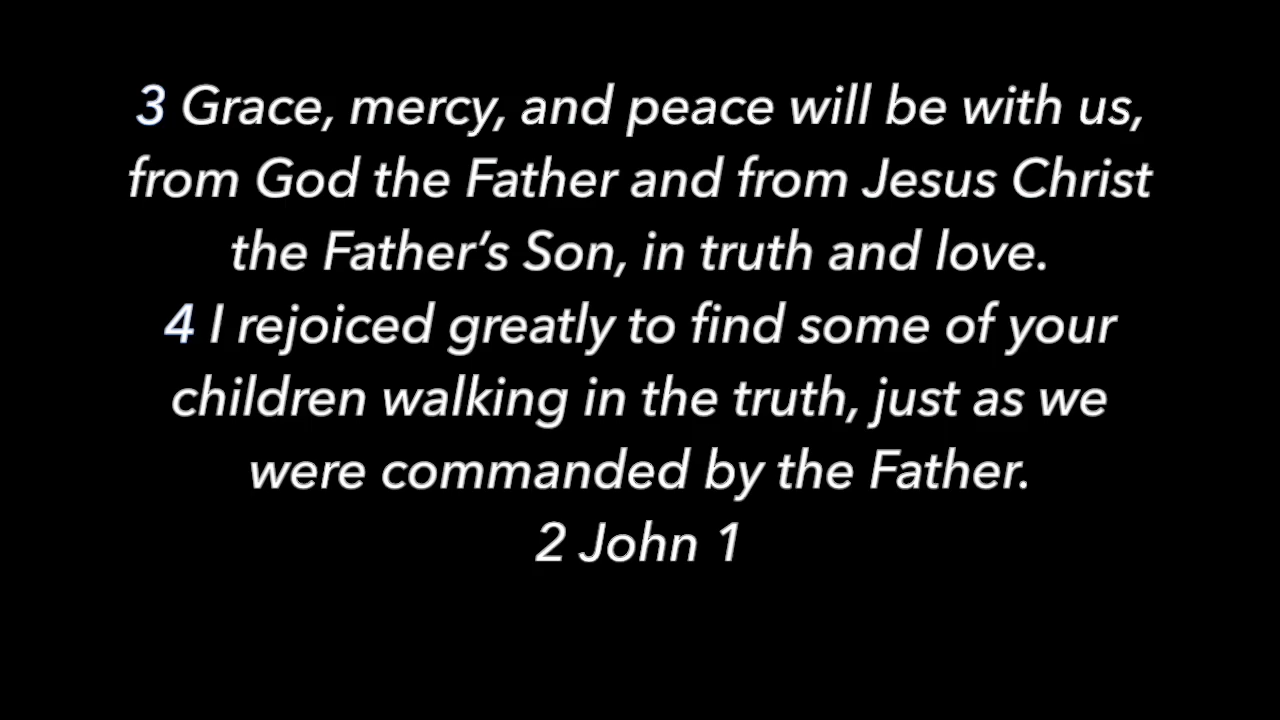 3 Grace, mercy, and peace will be with us,
from God the Father and from Jesus Christ
the Father’s Son, in truth and love.
4 I rejoiced greatly to find some of your
children walking in the truth, just as we
were commanded by the Father.
2 John 1